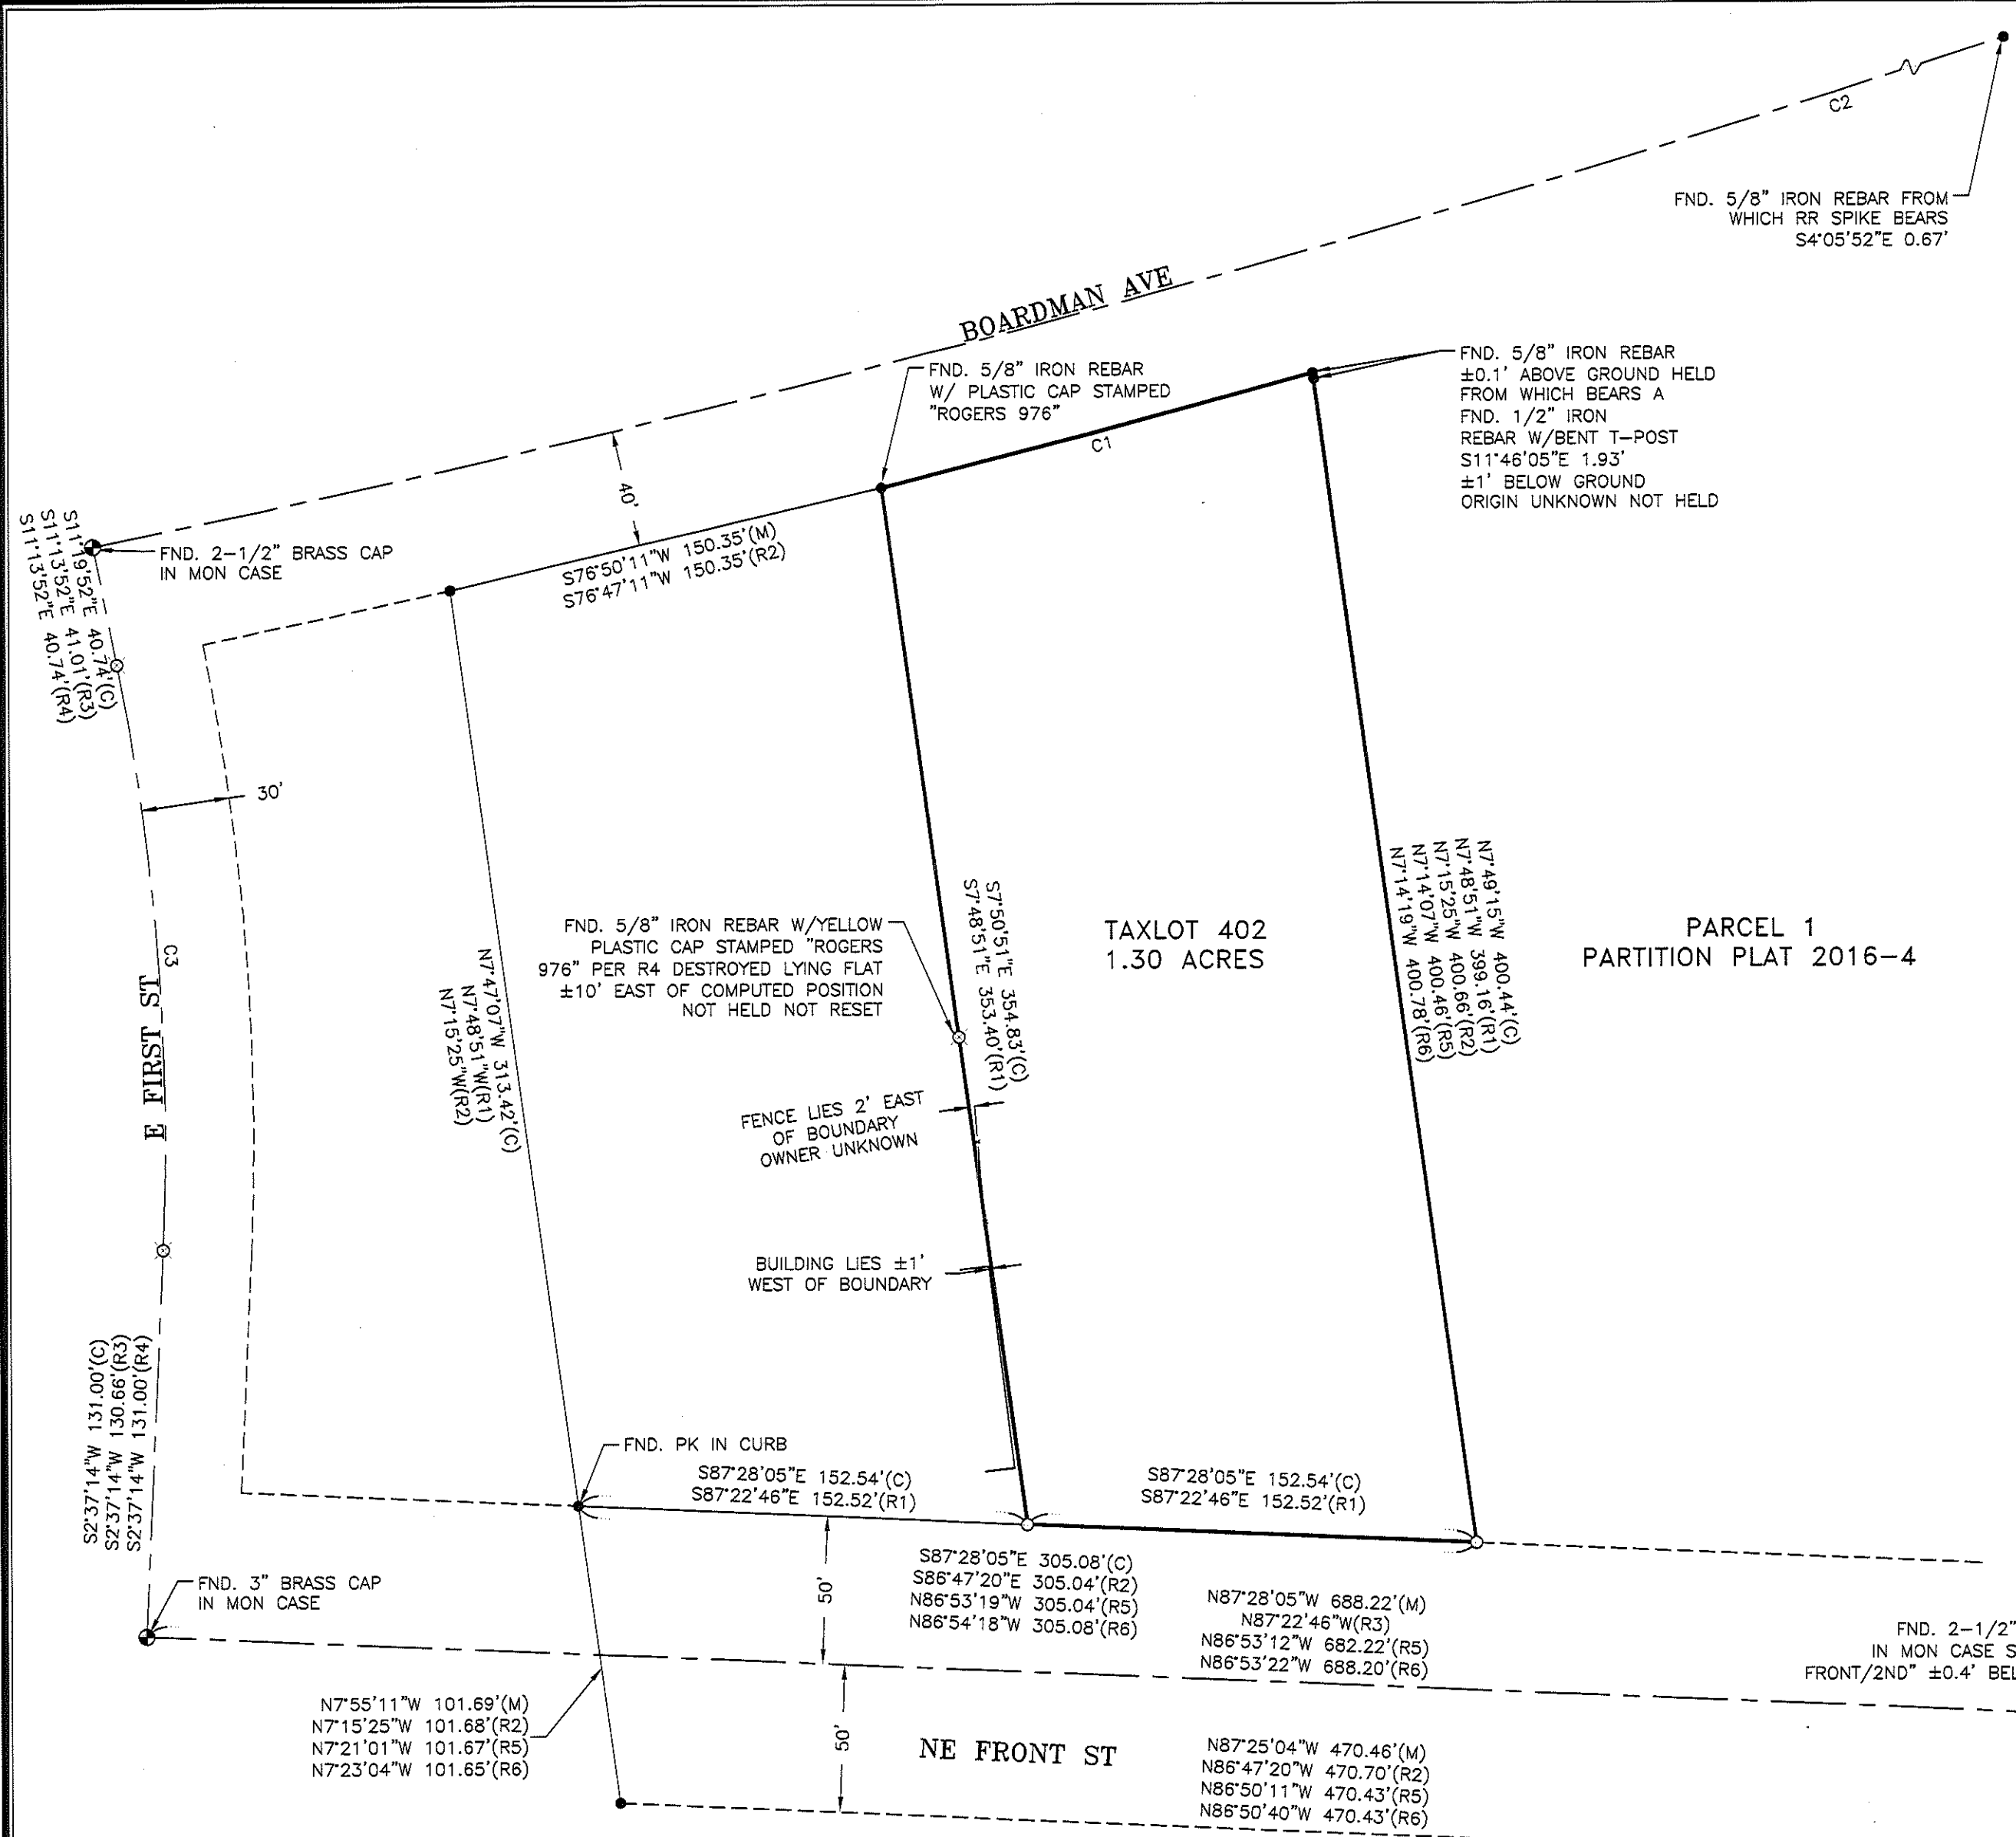 C2
FND. 5/8" IRON REBAR FROM
WHICH RR SPIKE BEARS
S4°05'52"E 0.67'
BOARDMAN AVE
FND. 5/8" IRON REBAR
W/ PLASTIC CAP STAMPED
"ROGERS 976"
FND. 5/8" IRON REBAR
±0.1' ABOVE GROUND HELD
FROM WHICH BEARS A
FND. 1/2" IRON
REBAR W/BENT T-POST
S11°46'05"E 1.93'
±1' BELOW GROUND
ORIGIN UNKNOWN NOT HELD
C1
40'
FND. 2-1/2" BRASS CAP
IN MON CASE
S76°50'11"W 150.35'(M)
S76°47'11"W 150.35'(R2)
S11°19'52"E 40.74'(C)
S11°13'52"E 41.01'(R3)
S11°13'52"E 40.74'(R4)
30'
N7°49'15"W 400.44'(C)
N7°48'51"W 399.16'(R1)
N7°15'25"W 400.66'(R2)
N7°14'07"W 400.46'(R5)
N7°14'19"W 400.78'(R6)
S7°50'51"E 354.83'(C)
S7°48'51"E 353.40'(R1)
TAXLOT 402
1.30 ACRES
PARCEL 1
PARTITION PLAT 2016-4
FND. 5/8" IRON REBAR W/YELLOW
PLASTIC CAP STAMPED "ROGERS
976" PER R4 DESTROYED LYING FLAT
±10' EAST OF COMPUTED POSITION
NOT HELD NOT RESET
N7°47'07"W 313.42'(C)
N7°48'51"W(R1)
N7°15'25"W(R2)
C3
E FIRST ST
FENCE LIES 2' EAST
OF BOUNDARY
OWNER UNKNOWN
BUILDING LIES ±1'
WEST OF BOUNDARY
S2°37'14"W 131.00'(C)
S2°37'14"W 130.66'(R3)
S2°37'14"W 131.00'(R4)
FND. PK IN CURB
S87°28'05"E 152.54'(C)
S87°22'46"E 152.52'(R1)
S87°28'05"E 152.54'(C)
S87°22'46"E 152.52'(R1)
FND. 3" BRASS CAP
IN MON CASE
50'
S87°28'05"E 305.08'(C)
S86°47'20"E 305.04'(R2)
N86°53'19"W 305.04'(R5)
N86°54'18"W 305.08'(R6)
N87°28'05"W 688.22'(M)
N87°22'46"W(R3)
N86°53'12"W 682.22'(R5)
N86°53'22"W 688.20'(R6)
FND. 2-1/2"
IN MON CASE S
FRONT/2ND" ±0.4' BEL
N7°55'11"W 101.69'(M)
N7°15'25"W 101.68'(R2)
N7°21'01"W 101.67'(R5)
N7°23'04"W 101.65'(R6)
50'
NE FRONT ST
N87°25'04"W 470.46'(M)
N86°47'20"W 470.70'(R2)
N86°50'11"W 470.43'(R5)
N86°50'40"W 470.43'(R6)